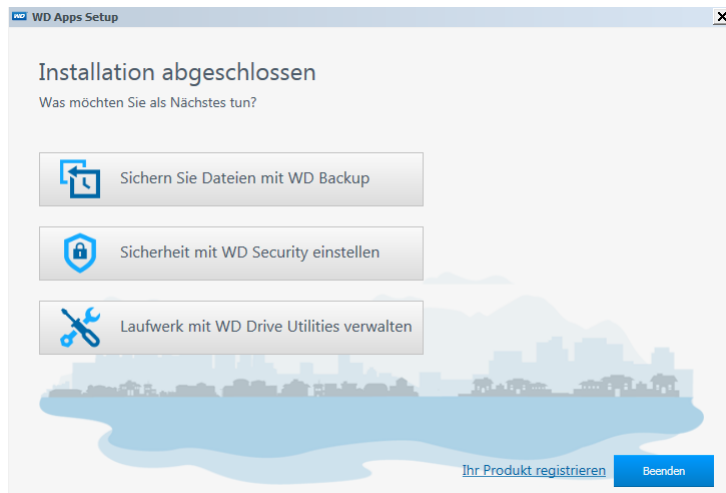 WD WD Apps Setup
Installation abgeschlossen
Was möchten Sie als Nächstes tun?
Sichern Sie Dateien mit WD Backup
Sicherheit mit WD Security einstellen
Laufwerk mit WD Drive Utilities verwalten
Ihr Produkt registrieren
Beenden